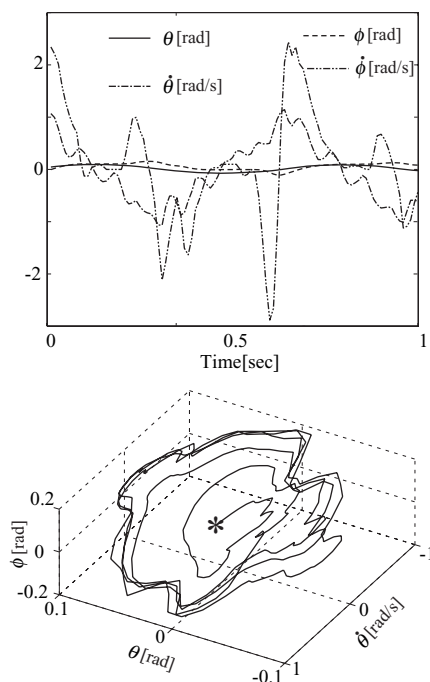 θ [rad]
ϕ [rad]
θ̇ [rad/s]
ϕ̇ [rad/s]
2
0
-2
0
0.5
1
Time[sec]
0.2
0
-0.2
ϕ [rad]
0.1
0
-0.1
θ [rad]
1
0
-1
θ̇ [rad/s]
*